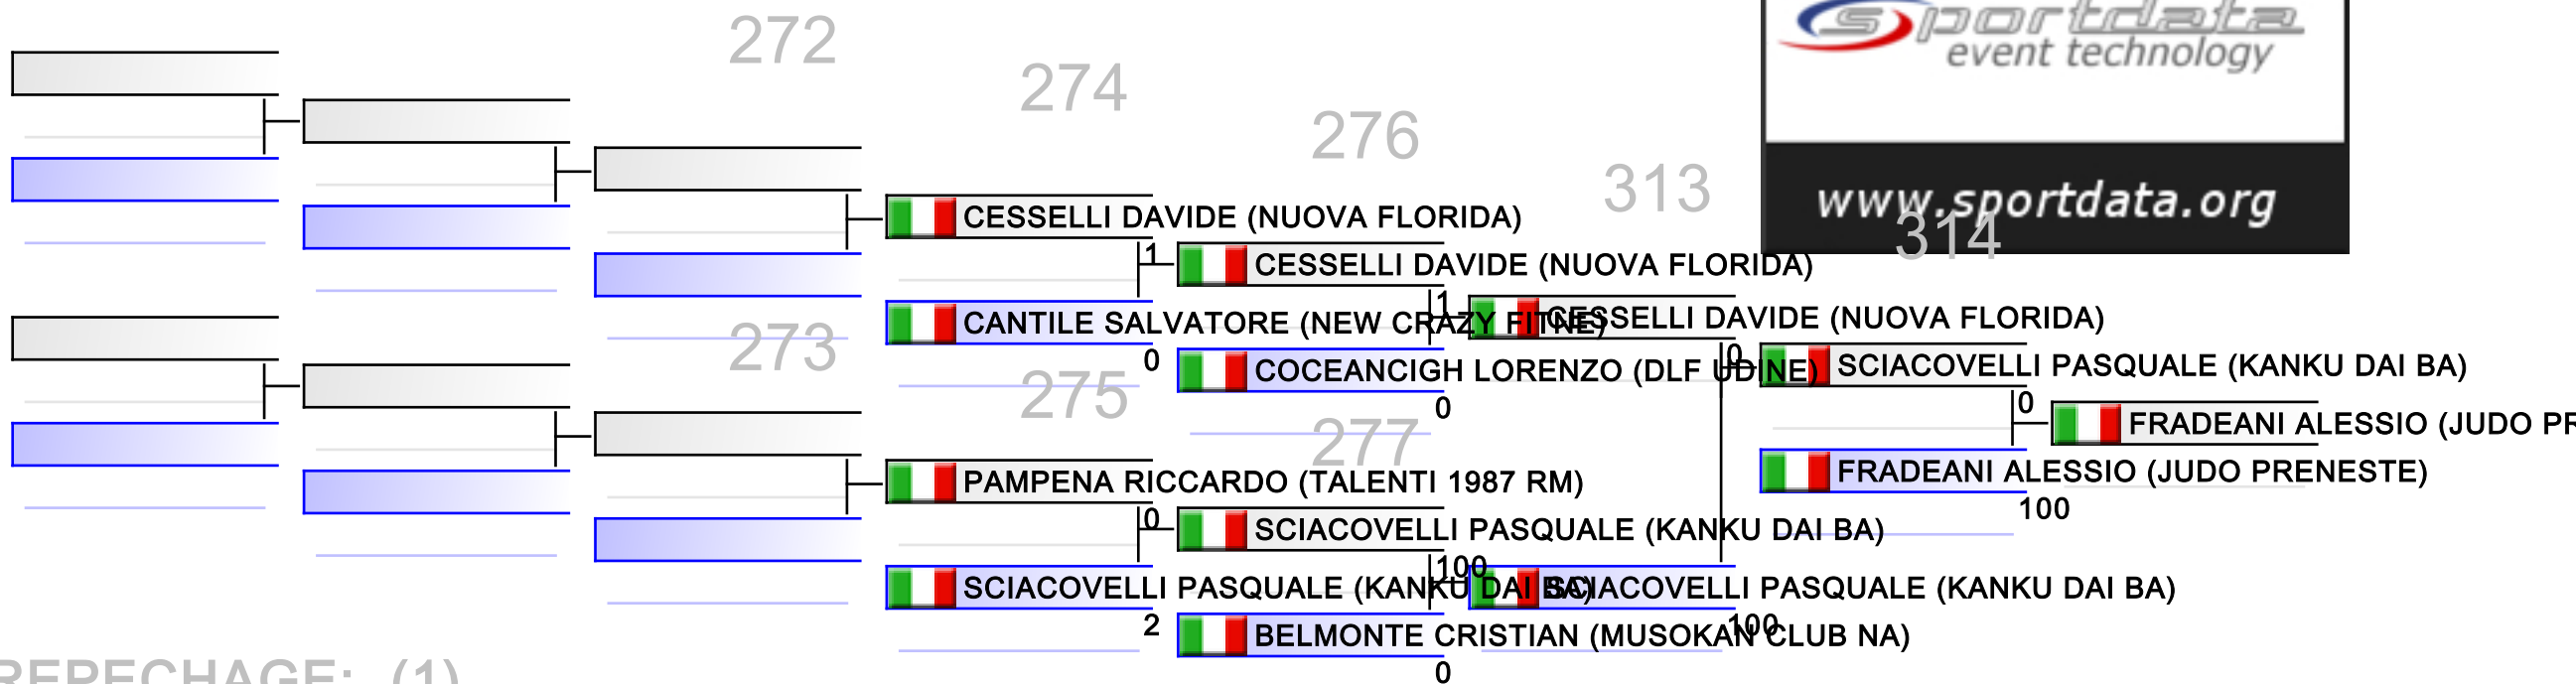 sportdata
event technology
www.sportdata.org
272
274
276
313
314
CESSELLI DAVIDE (NUOVA FLORIDA)
1
CESSELLI DAVIDE (NUOVA FLORIDA)
CANTILE SALVATORE (NEW CRAZY FITNE)
0
1
CESSELLI DAVIDE (NUOVA FLORIDA)
COCEANCIGH LORENZO (DLF UDINE)
0
0
SCIACOVELLI PASQUALE (KANKU DAI BA)
0
FRADEANI ALESSIO (JUDO PR
FRADEANI ALESSIO (JUDO PRENESTE)
100
273
275
277
PAMPENA RICCARDO (TALENTI 1987 RM)
0
SCIACOVELLI PASQUALE (KANKU DAI BA)
100
SCIACOVELLI PASQUALE (KANKU DAI BA)
2
SCIACOVELLI PASQUALE (KANKU DAI BA)
100
BELMONTE CRISTIAN (MUSOKAN CLUB NA)
0
REPECHAGE: (1)